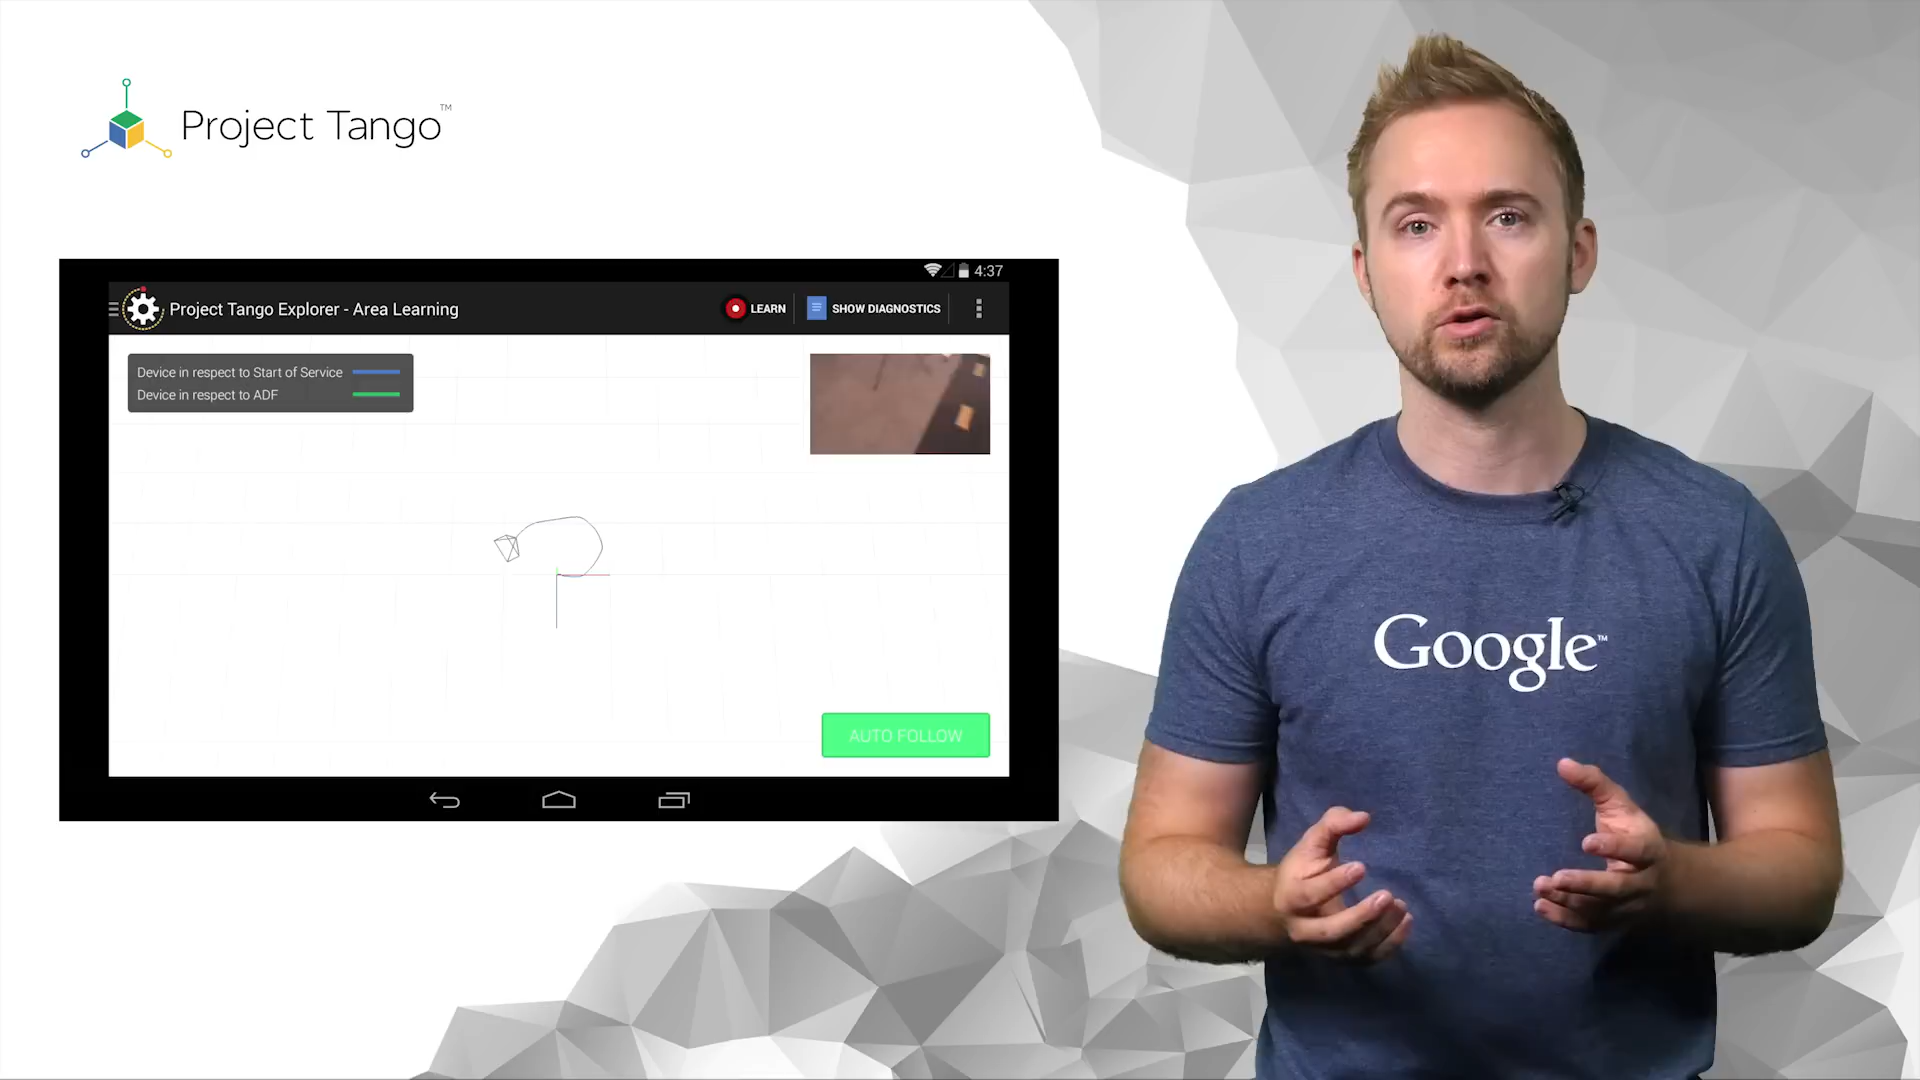 Project Tango™
4:37
Project Tango Explorer - Area Learning
LEARN
SHOW DIAGNOSTICS
Device in respect to Start of Service
Device in respect to ADF
AUTO FOLLOW
Google™